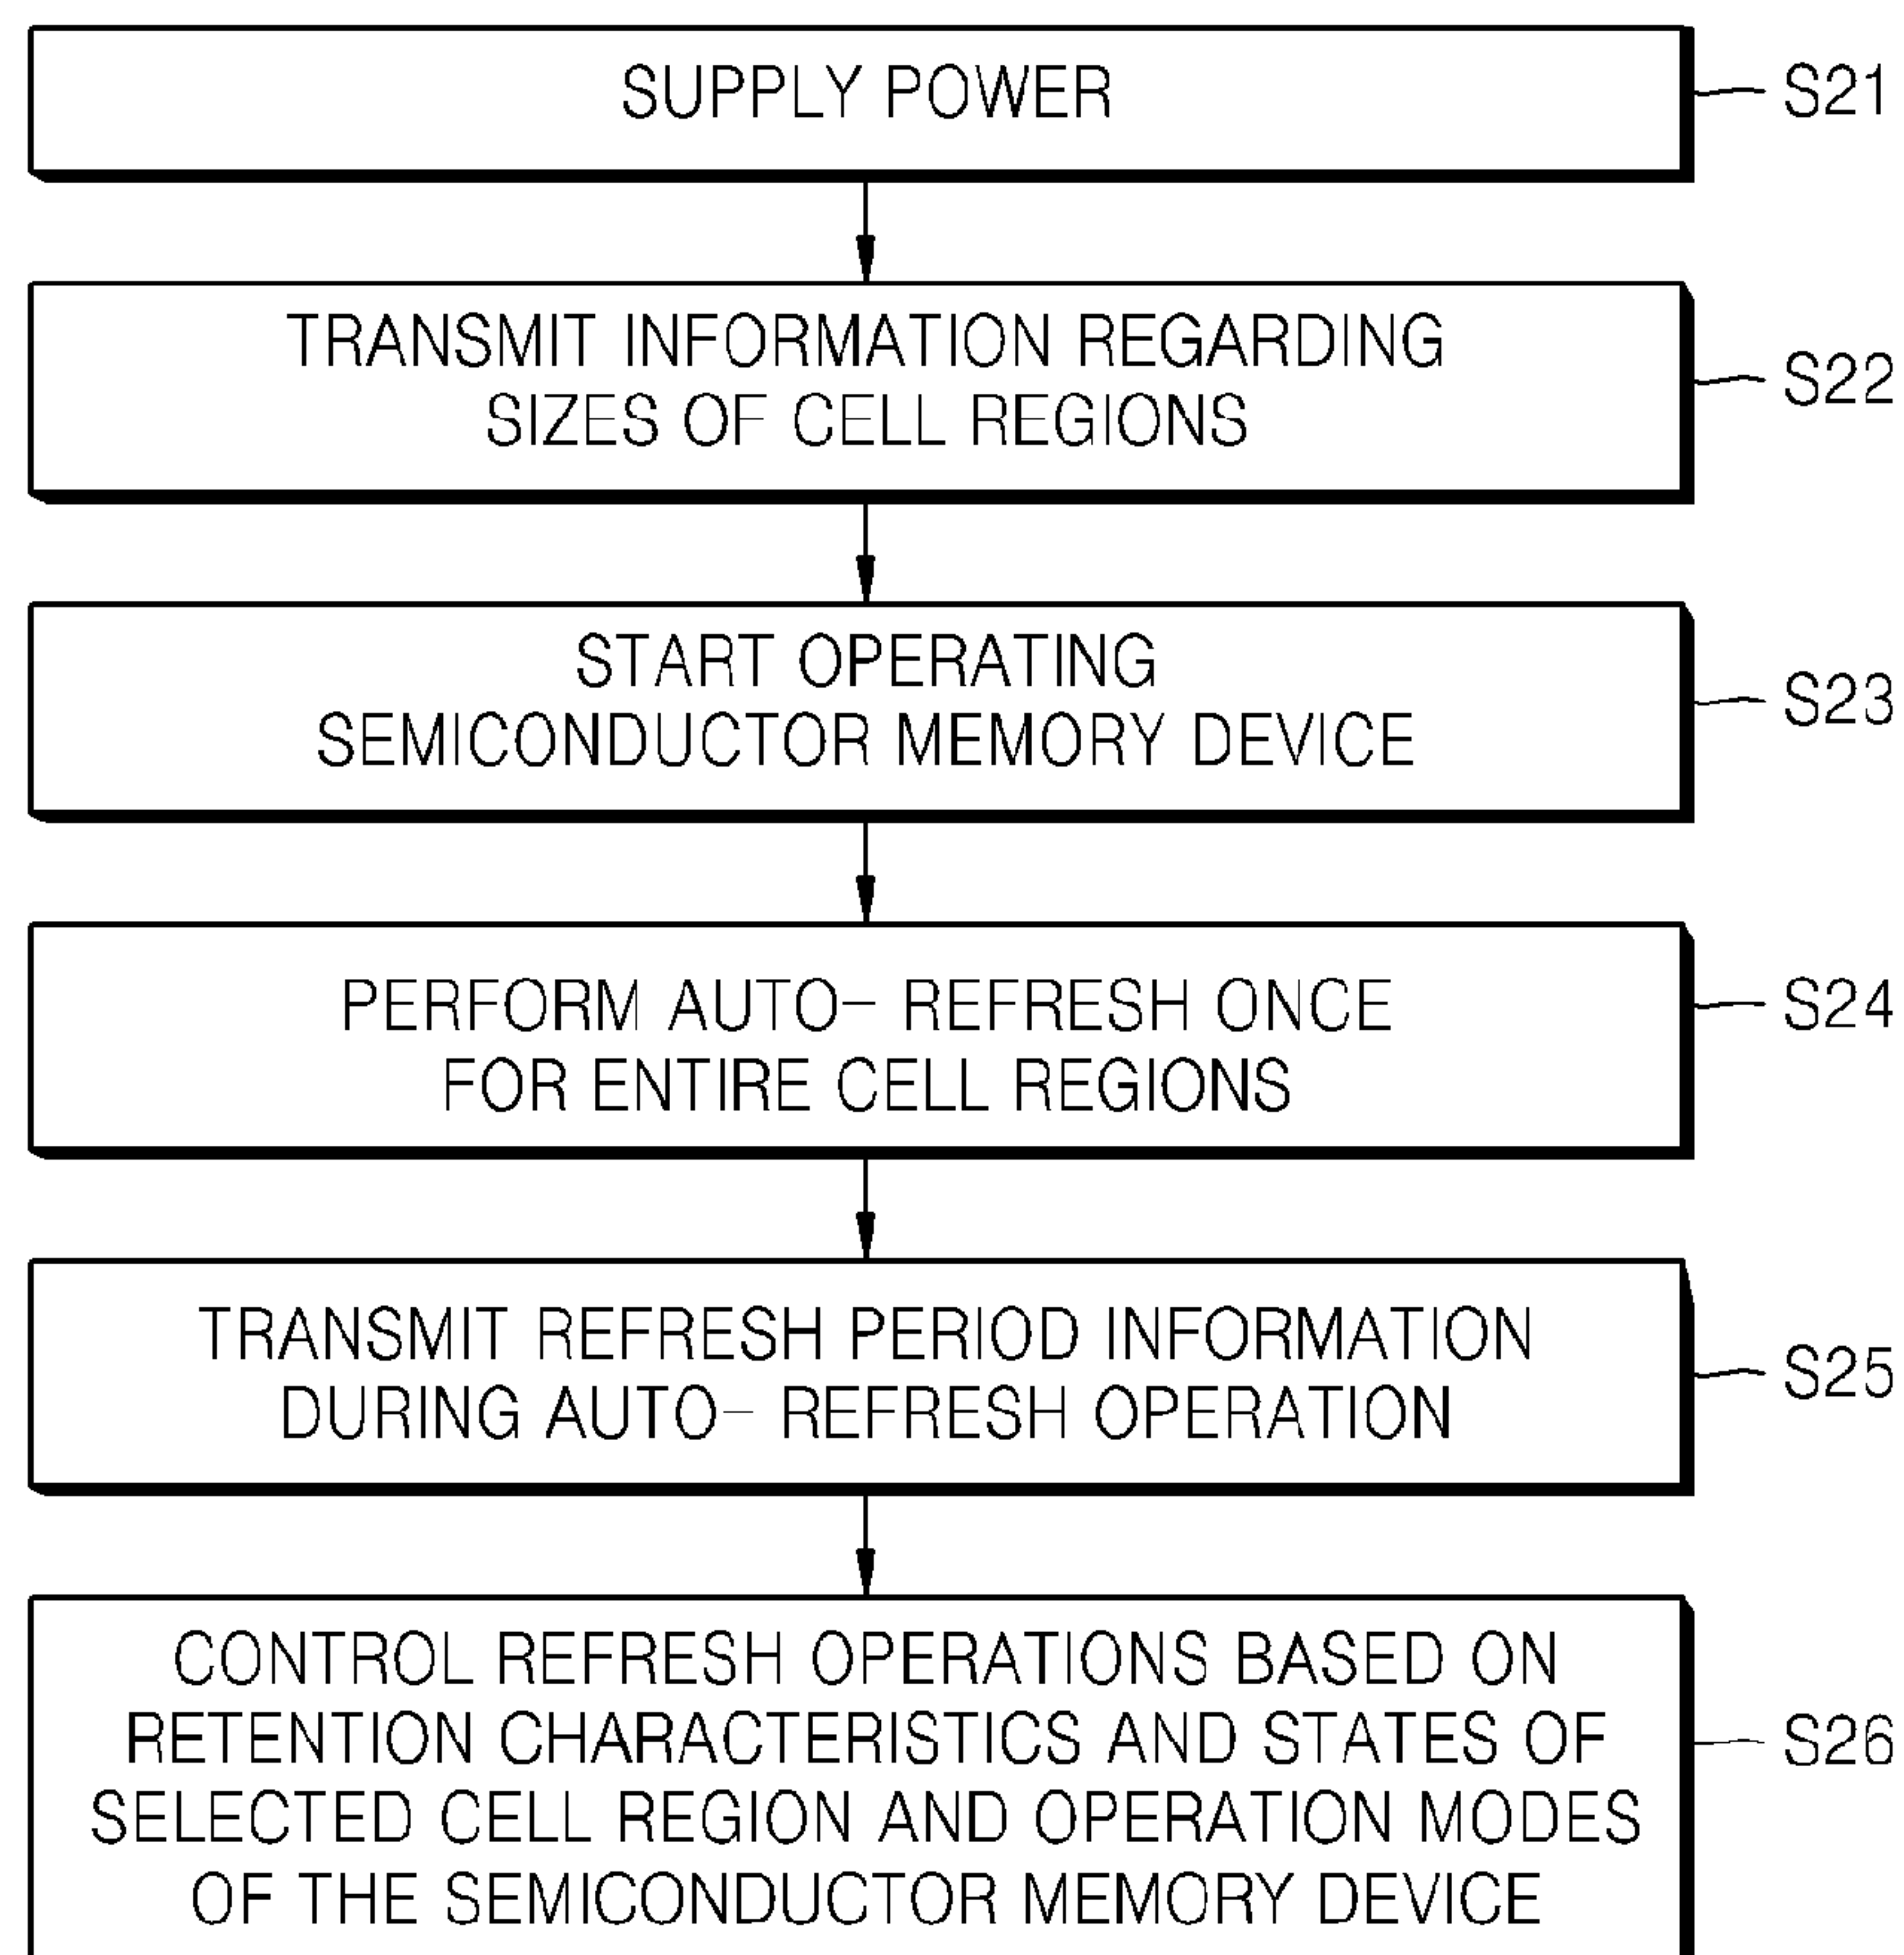 SUPPLY POWER
S21
TRANSMIT INFORMATION REGARDING
SIZES OF CELL REGIONS
S22
START OPERATING
SEMICONDUCTOR MEMORY DEVICE
S23
PERFORM AUTO- REFRESH ONCE
FOR ENTIRE CELL REGIONS
S24
TRANSMIT REFRESH PERIOD INFORMATION
DURING AUTO- REFRESH OPERATION
S25
CONTROL REFRESH OPERATIONS BASED ON
RETENTION CHARACTERISTICS AND STATES OF
SELECTED CELL REGION AND OPERATION MODES
OF THE SEMICONDUCTOR MEMORY DEVICE
S26